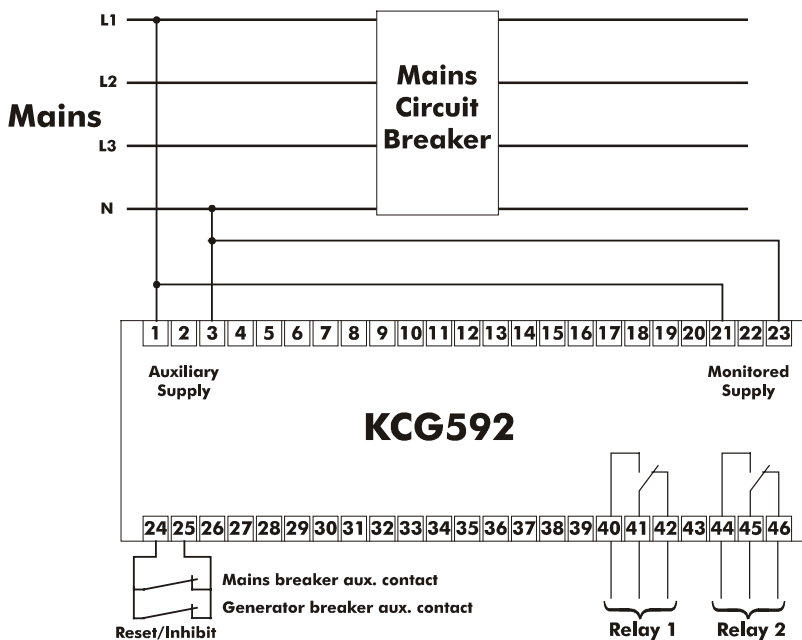 L1
L2
Mains
L3
N
Mains
Circuit
Breaker
1 2 3 4 5 6 7 8 9 10 11 12 13 14 15 16 17 18 19 20 21 22 23
Auxiliary
Supply
Monitored
Supply
KCG592
24 25 26 27 28 29 30 31 32 33 34 35 36 37 38 39 40 41 42 43 44 45 46
Mains breaker aux. contact
Generator breaker aux. contact
Reset/Inhibit
Relay 1
Relay 2